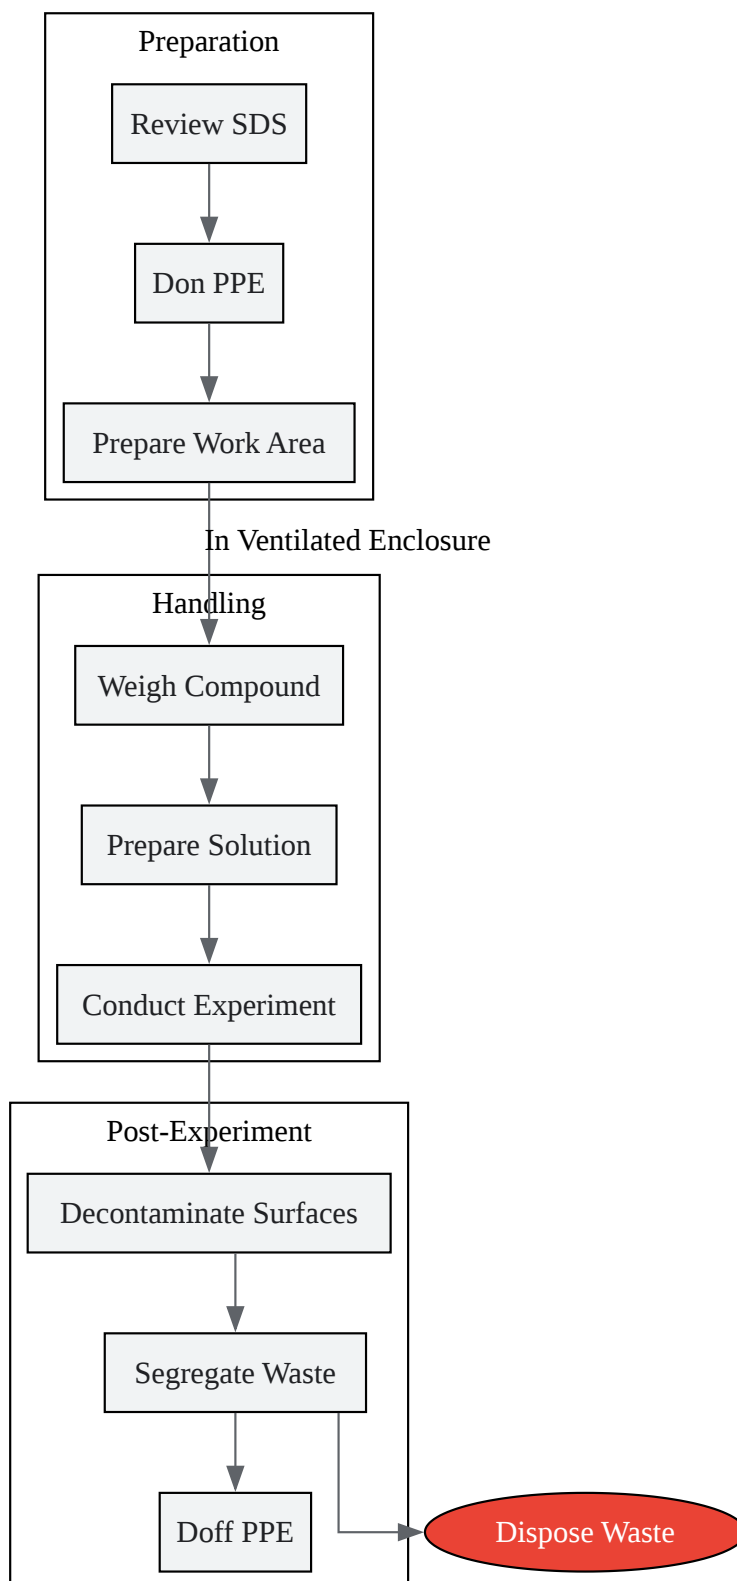 Preparation
Review SDS
Don PPE
Prepare Work Area
In Ventilated Enclosure
Handling
Weigh Compound
Prepare Solution
Conduct Experiment
Post-Experiment
Decontaminate Surfaces
Segregate Waste
Doff PPE
Dispose Waste